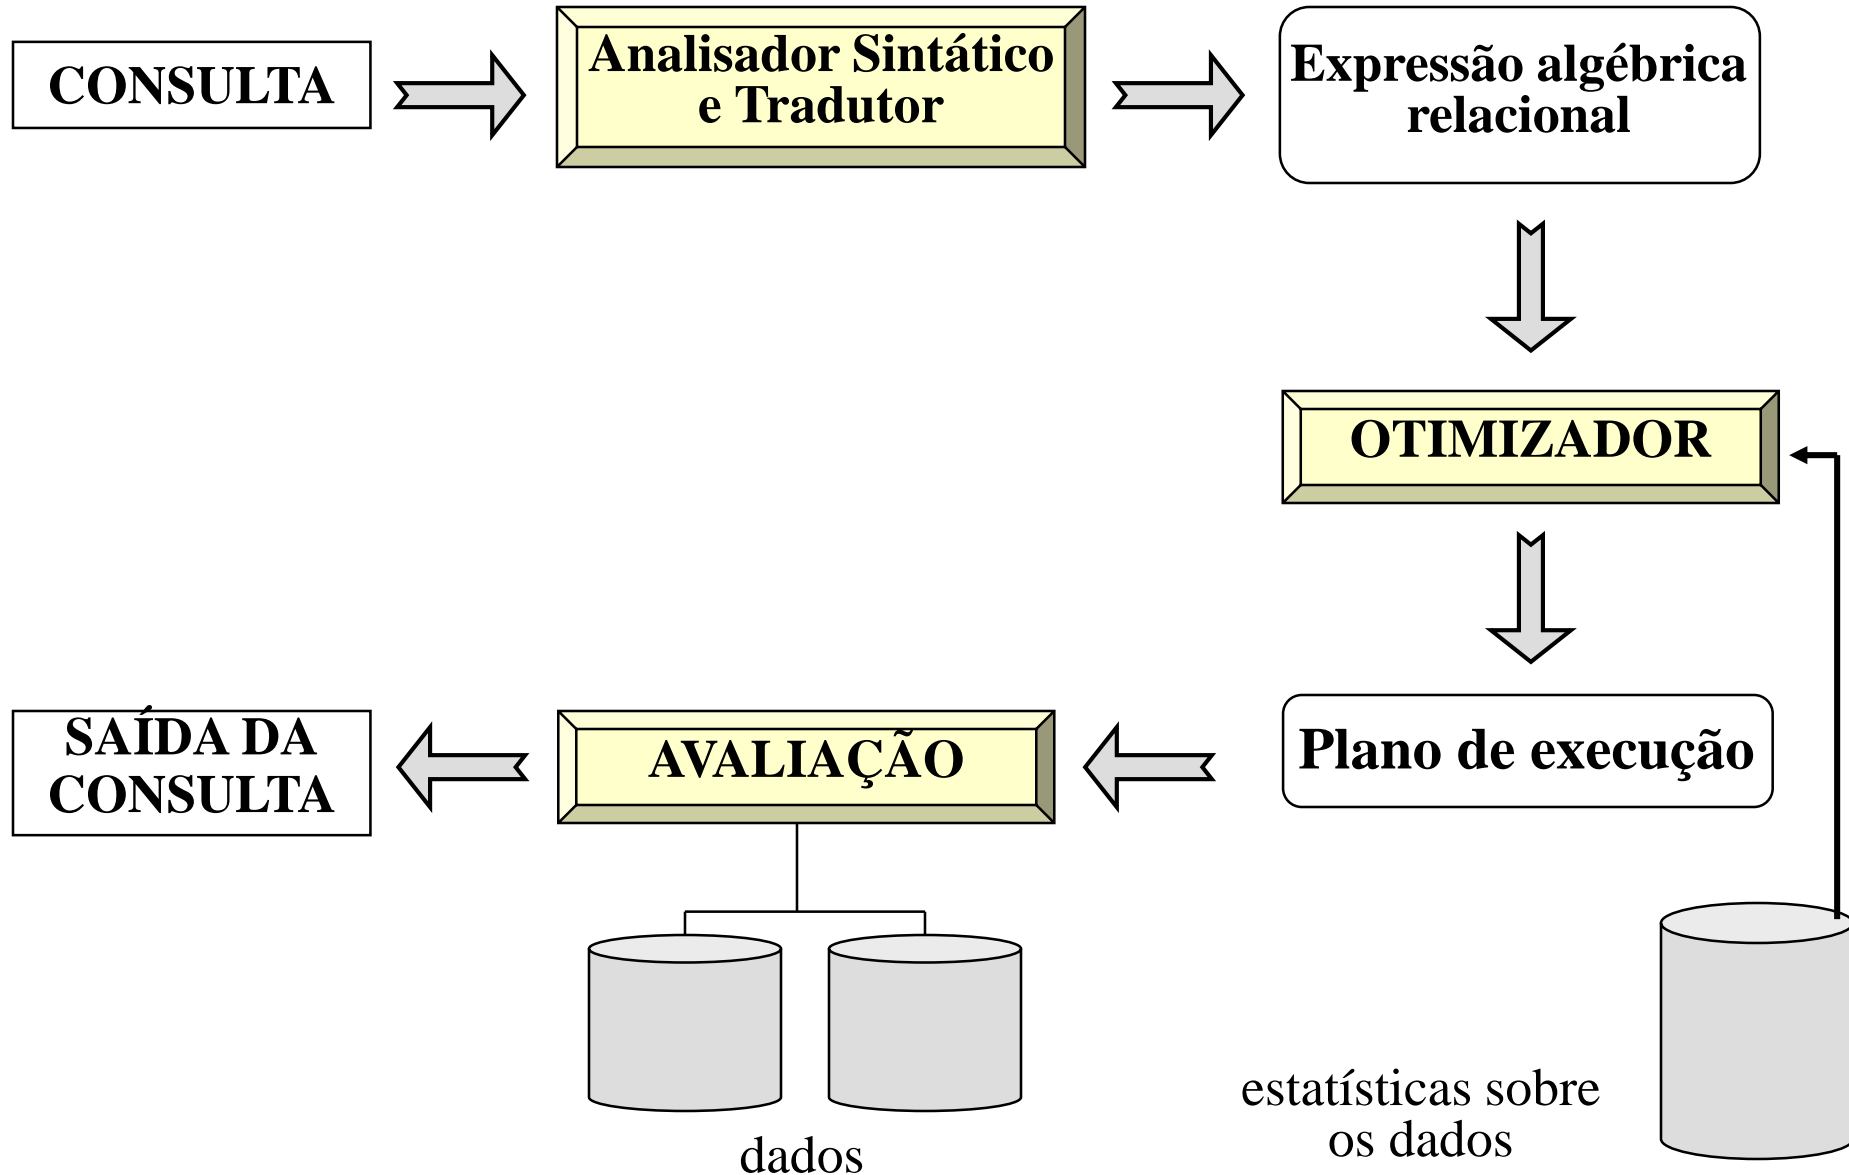 CONSULTA
Analisador Sintático
e Tradutor
Expressão algébrica
relacional
OTIMIZADOR
Plano de execução
AVALIAÇÃO
SAÍDA DA
CONSULTA
dados
estatísticas sobre
os dados